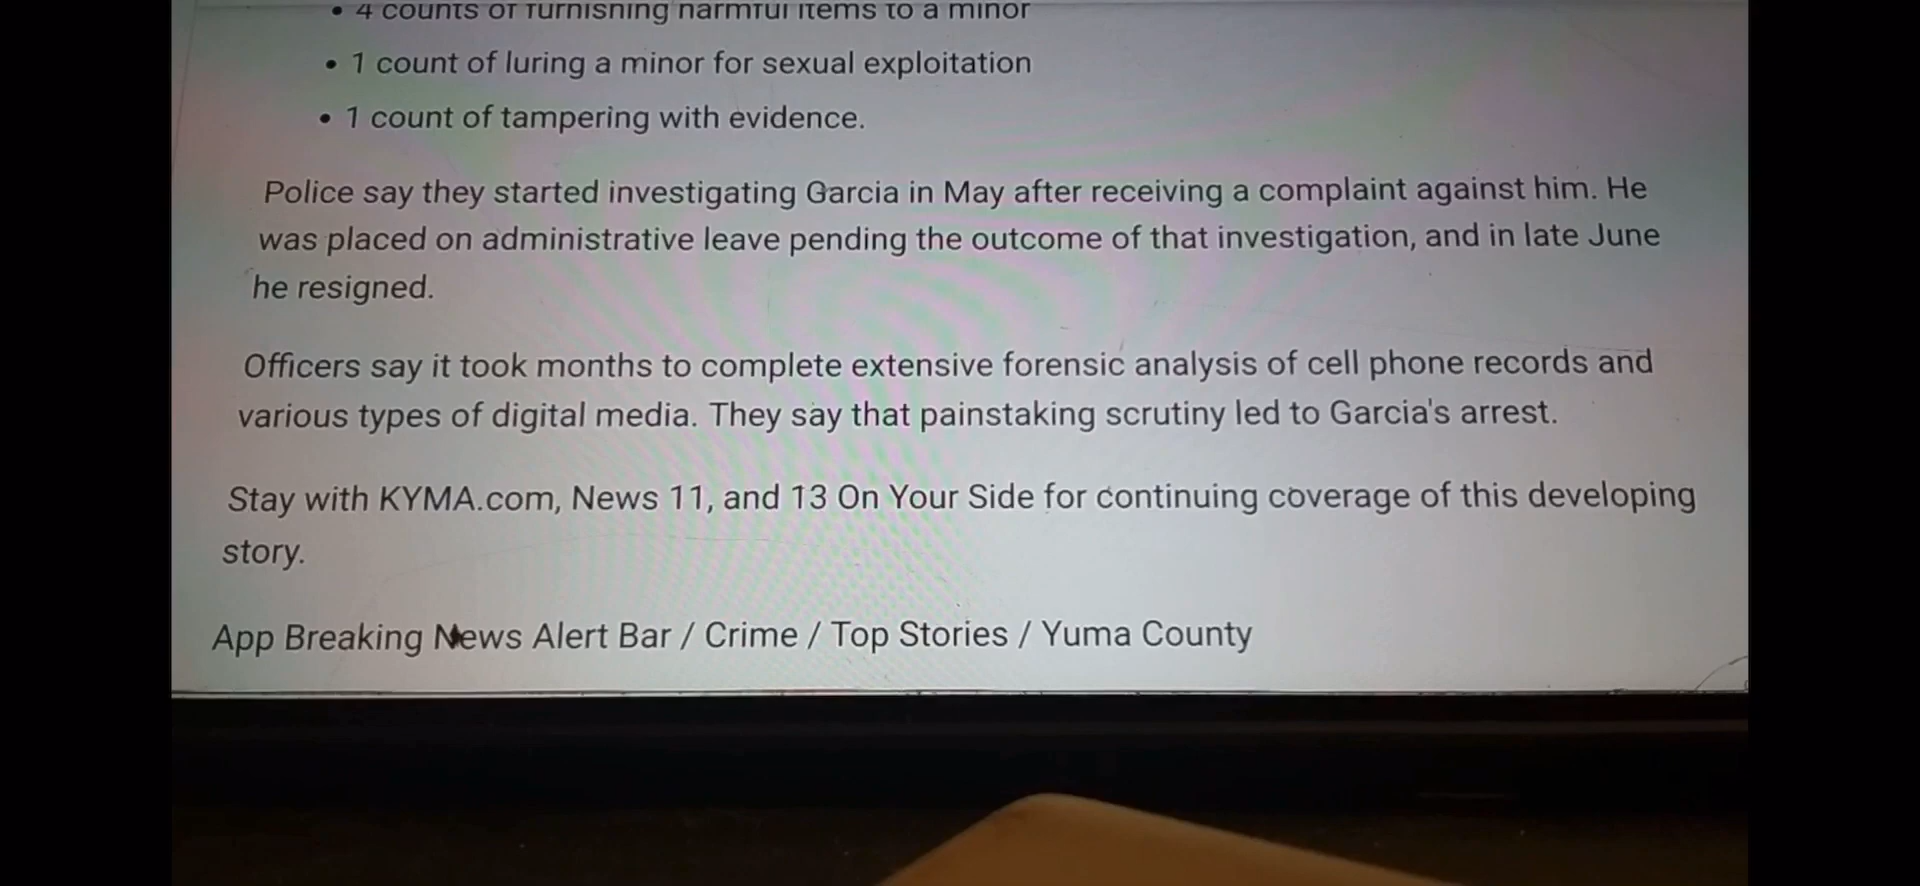 • 4 counts of furnishing harmful items to a minor
• 1 count of luring a minor for sexual exploitation
• 1 count of tampering with evidence.
Police say they started investigating Garcia in May after receiving a complaint against him. He
was placed on administrative leave pending the outcome of that investigation, and in late June
he resigned.
Officers say it took months to complete extensive forensic analysis of cell phone records and
various types of digital media. They say that painstaking scrutiny led to Garcia's arrest.
Stay with KYMA.com, News 11, and 13 On Your Side for continuing coverage of this developing
story.
App Breaking News Alert Bar / Crime / Top Stories / Yuma County